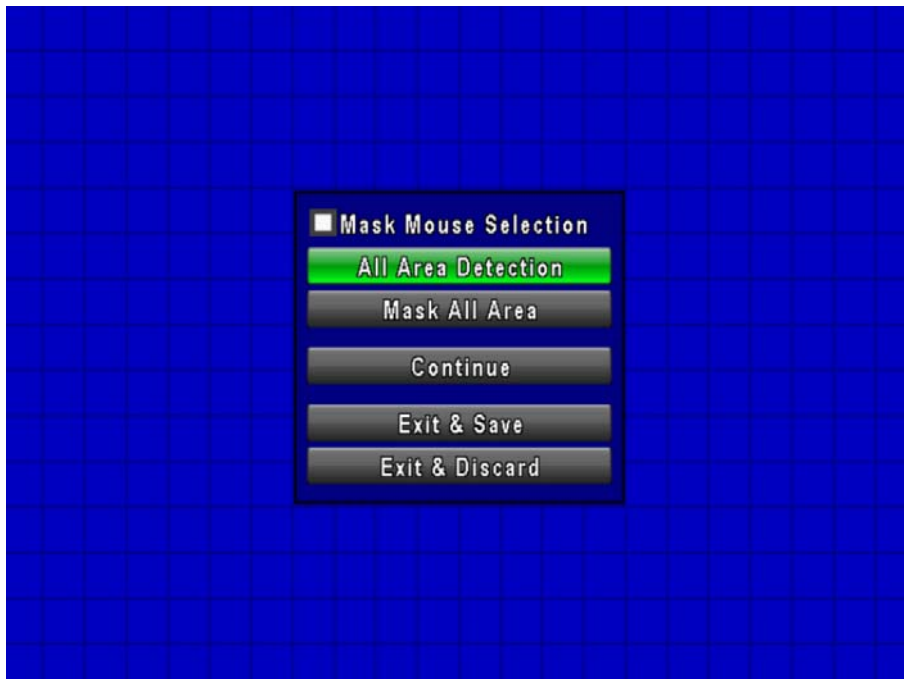 Mask Mouse Selection
All Area Detection
Mask All Area
Continue
Exit & Save
Exit & Discard